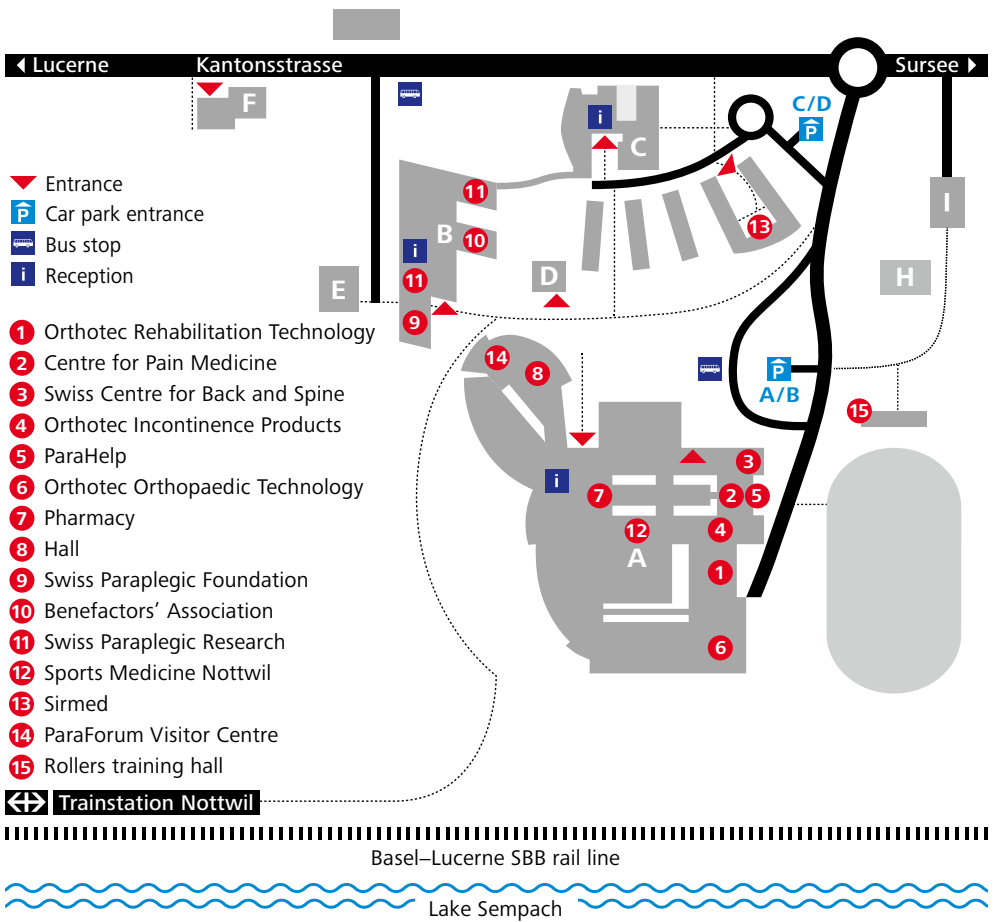 Lucerne
Kantonsstrasse
Sursee
F
i
C
C/D
P
I
Entrance
P Car park entrance
Bus stop
i Reception
11
B
10
i
11
9
E
D
13
H
1 Orthotec Rehabilitation Technology
2 Centre for Pain Medicine
3 Swiss Centre for Back and Spine
4 Orthotec Incontinence Products
5 ParaHelp
6 Orthotec Orthopaedic Technology
7 Pharmacy
8 Hall
9 Swiss Paraplegic Foundation
10 Benefactors’ Association
11 Swiss Paraplegic Research
12 Sports Medicine Nottwil
13 Sirmed
14 ParaForum Visitor Centre
15 Rollers training hall
14
8
P
A/B
15
i
3
7
2
5
12
4
A
1
6
Trainstation Nottwil
Basel–Lucerne SBB rail line
Lake Sempach